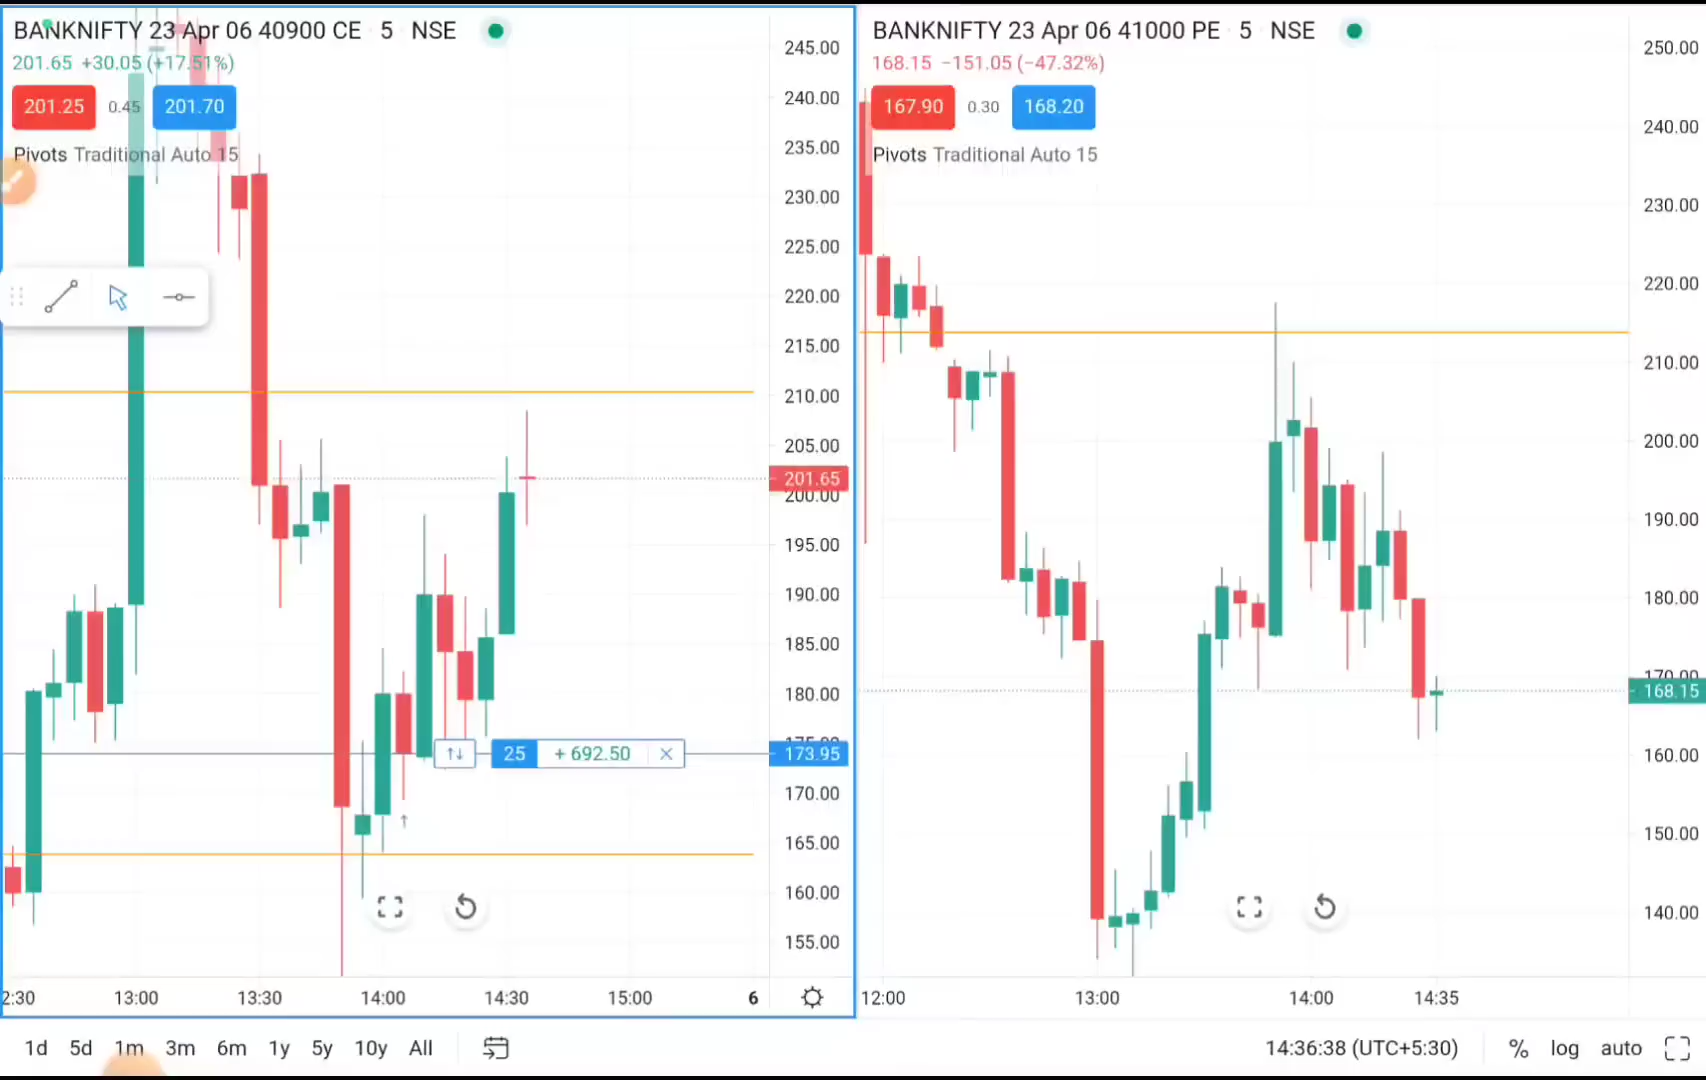 BANKNIFTY 23 Apr 06 40900 CE 5 NSE
201.65 +30.05 (+17.51%)
201.25 0.45 201.70
Pivots Traditional Auto 15
245.00
240.00
235.00
230.00
225.00
220.00
215.00
210.00
205.00
201.65
200.00
195.00
190.00
185.00
180.00
25 + 692.50
173.95
170.00
165.00
160.00
155.00
2:30 13:00 13:30 14:00 14:30 15:00 6
BANKNIFTY 23 Apr 06 41000 PE 5 NSE
168.15 −151.05 (−47.32%)
167.90 0.30 168.20
Pivots Traditional Auto 15
250.00
240.00
230.00
220.00
210.00
200.00
190.00
180.00
170.00
168.15
160.00
150.00
140.00
12:00 13:00 14:00 14:35
1d 5d 1m 3m 6m 1y 5y 10y All
14:36:38 (UTC+5:30) % log auto